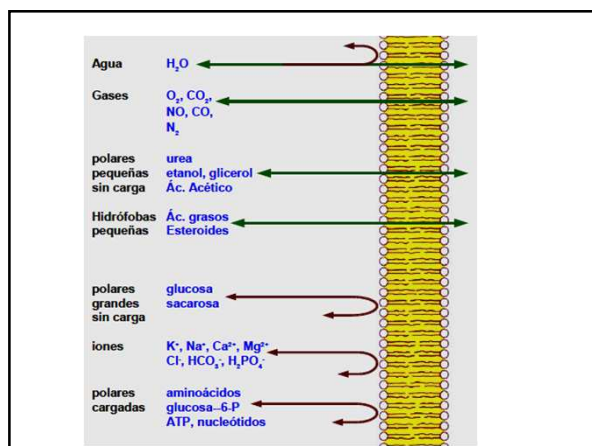 Agua H₂O
Gases O₂, CO₂,
NO, CO,
N₂
polares urea
pequeñas etanol, glicerol
sin carga Ác. Acético
Hidrófobas Ác. grasos
pequeñas Esteroides
polares glucosa
grandes sacarosa
sin carga
iones K⁺, Na⁺, Ca²⁺, Mg²⁺
Cl⁻, HCO₃⁻, H₂PO₄⁻
polares aminoácidos
cargadas glucosa--6-P
ATP, nucleótidos